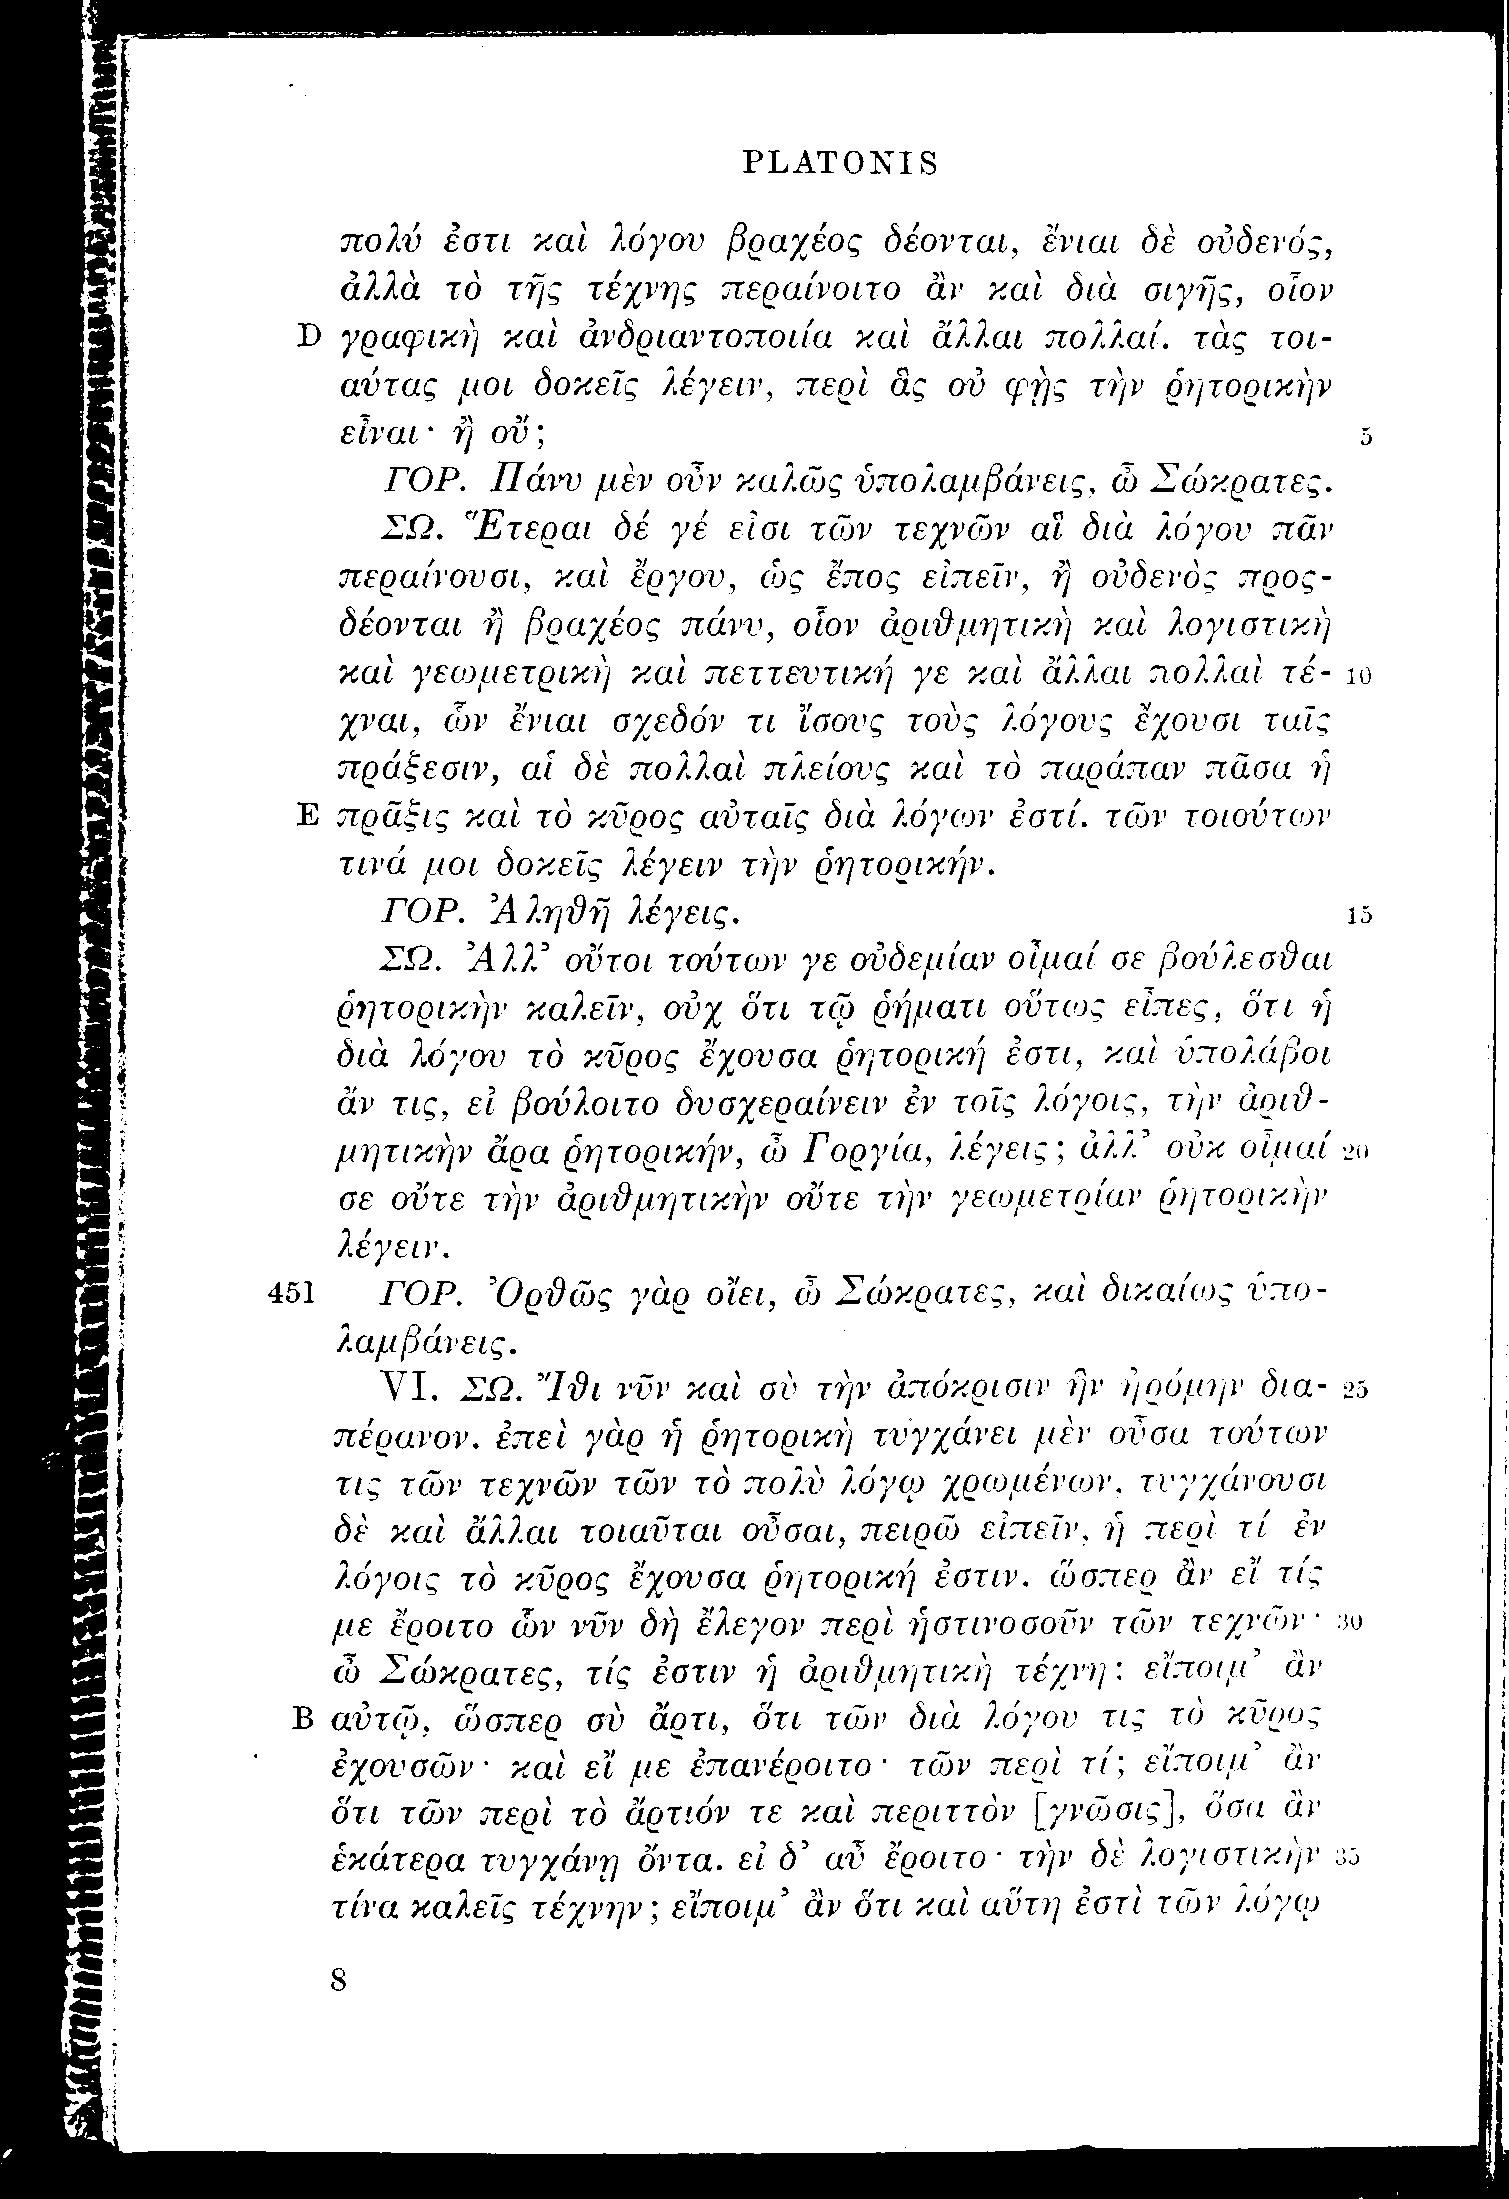 PLATONIS
πολύ ἐστι καὶ λόγου βραχέος δέονται, ἔνιαι δὲ οὐδενός,
ἀλλὰ τὸ τῆς τέχνης περαίνοιτο ἂν καὶ διὰ σιγῆς, οἷον
D γραφικὴ καὶ ἀνδριαντοποιία καὶ ἄλλαι πολλαί. τὰς τοι-
αύτας μοι δοκεῖς λέγειν, περὶ ἃς οὐ φῂς τὴν ῥητορικὴν
εἶναι· ἢ οὔ; 5
ΓΟΡ. Πάνυ μὲν οὖν καλῶς ὑπολαμβάνεις, ὦ Σώκρατες.
ΣΩ. Ἕτεραι δέ γέ εἰσι τῶν τεχνῶν αἳ διὰ λόγου πᾶν
περαίνουσι, καὶ ἔργου, ὡς ἔπος εἰπεῖν, ἢ οὐδενὸς προς-
δέονται ἢ βραχέος πάνυ, οἷον ἀριθμητικὴ καὶ λογιστικὴ
καὶ γεωμετρικὴ καὶ πεττευτική γε καὶ ἄλλαι πολλαὶ τέ- 10
χναι, ὧν ἔνιαι σχεδόν τι ἴσους τοὺς λόγους ἔχουσι ταῖς
πράξεσιν, αἱ δὲ πολλαὶ πλείους καὶ τὸ παράπαν πᾶσα ἡ
E πρᾶξις καὶ τὸ κῦρος αὐταῖς διὰ λόγων ἐστί. τῶν τοιούτων
τινά μοι δοκεῖς λέγειν τὴν ῥητορικήν.
ΓΟΡ. Ἀληθῆ λέγεις. 15
ΣΩ. Ἀλλ’ οὔτοι τούτων γε οὐδεμίαν οἶμαί σε βούλεσθαι
ῥητορικὴν καλεῖν, οὐχ ὅτι τῷ ῥήματι οὕτως εἶπες, ὅτι ἡ
διὰ λόγου τὸ κῦρος ἔχουσα ῥητορική ἐστι, καὶ ὑπολάβοι
ἄν τις, εἰ βούλοιτο δυσχεραίνειν ἐν τοῖς λόγοις, τὴν ἀριθ-
μητικὴν ἄρα ῥητορικήν, ὦ Γοργία, λέγεις; ἀλλ’ οὐκ οἶμαί 20
σε οὔτε τὴν ἀριθμητικὴν οὔτε τὴν γεωμετρίαν ῥητορικὴν
λέγειν.
451 ΓΟΡ. Ὀρθῶς γὰρ οἴει, ὦ Σώκρατες, καὶ δικαίως ὑπο-
λαμβάνεις.
VI. ΣΩ. Ἴθι νῦν καὶ σὺ τὴν ἀπόκρισιν ἣν ἠρόμην δια- 25
πέρανον. ἐπεὶ γὰρ ἡ ῥητορικὴ τυγχάνει μὲν οὖσα τούτων
τις τῶν τεχνῶν τῶν τὸ πολὺ λόγῳ χρωμένων, τυγχάνουσι
δὲ καὶ ἄλλαι τοιαῦται οὖσαι, πειρῶ εἰπεῖν, ἡ περὶ τί ἐν
λόγοις τὸ κῦρος ἔχουσα ῥητορική ἐστιν. ὥσπερ ἂν εἴ τίς
με ἔροιτο ὧν νῦν δὴ ἔλεγον περὶ ἡστινοσοῦν τῶν τεχνῶν· 30
ὦ Σώκρατες, τίς ἐστιν ἡ ἀριθμητικὴ τέχνη; εἴποιμ’ ἂν
B αὐτῷ, ὥσπερ σὺ ἄρτι, ὅτι τῶν διὰ λόγου τις τὸ κῦρος
ἐχουσῶν· καὶ εἴ με ἐπανέροιτο· τῶν περὶ τί; εἴποιμ’ ἂν
ὅτι τῶν περὶ τὸ ἄρτιόν τε καὶ περιττὸν [γνῶσις], ὅσα ἂν
ἑκάτερα τυγχάνῃ ὄντα. εἰ δ’ αὖ ἔροιτο· τὴν δὲ λογιστικὴν 35
τίνα καλεῖς τέχνην; εἴποιμ’ ἂν ὅτι καὶ αὕτη ἐστὶ τῶν λόγῳ
8